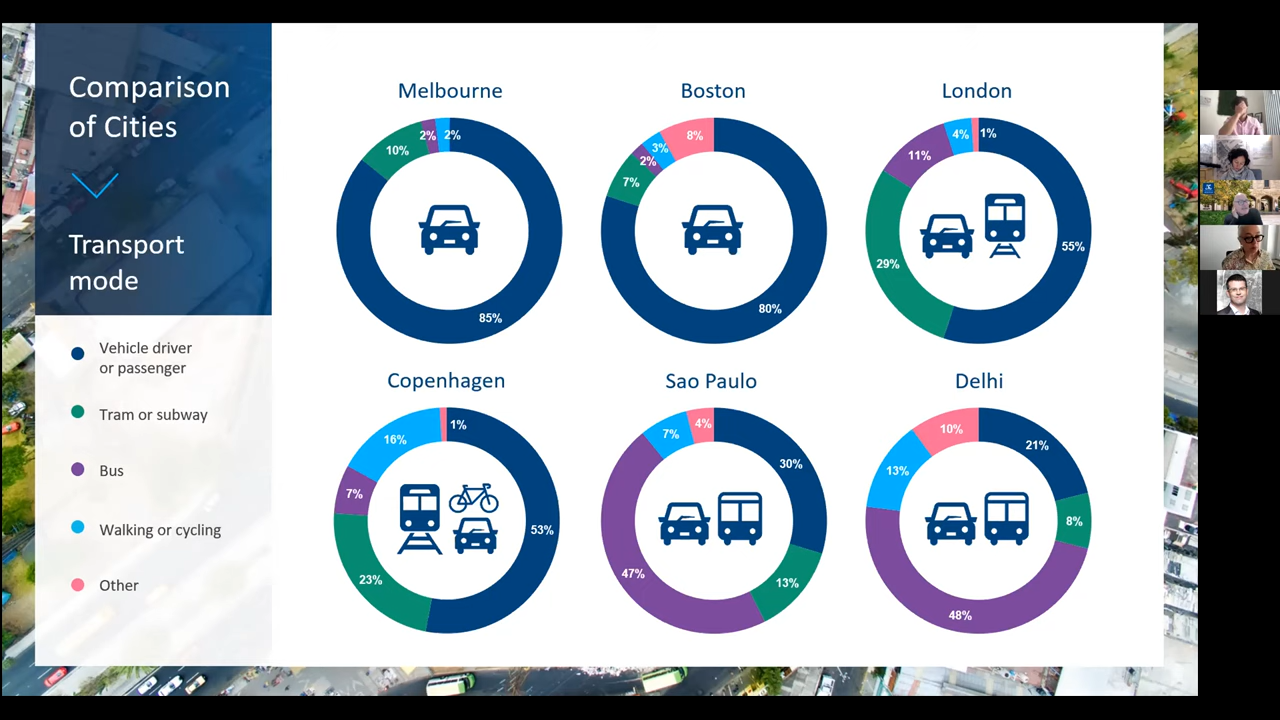 Comparison
of Cities
Transport
mode
Vehicle driver
or passenger
Tram or subway
Bus
Walking or cycling
Other
Melbourne
2%
2%
10%
85%
Boston
8%
3%
2%
7%
80%
London
4%
1%
11%
29%
55%
Copenhagen
1%
16%
7%
53%
23%
Sao Paulo
4%
7%
30%
47%
13%
Delhi
10%
21%
13%
8%
48%